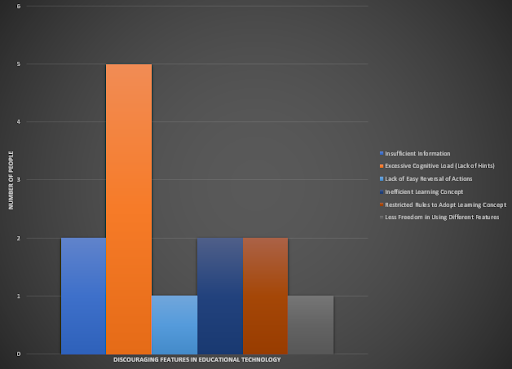 6
5
4
3
2
1
0
NUMBER OF PEOPLE
DISCOURAGING FEATURES IN EDUCATIONAL TECHNOLOGY
Insufficient Information
Excessive Cognitive Load (Lack of Hints)
Lack of Easy Reversal of Actions
Inefficient Learning Concept
Restricted Rules to Adopt Learning Concept
Less Freedom in Using Different Features